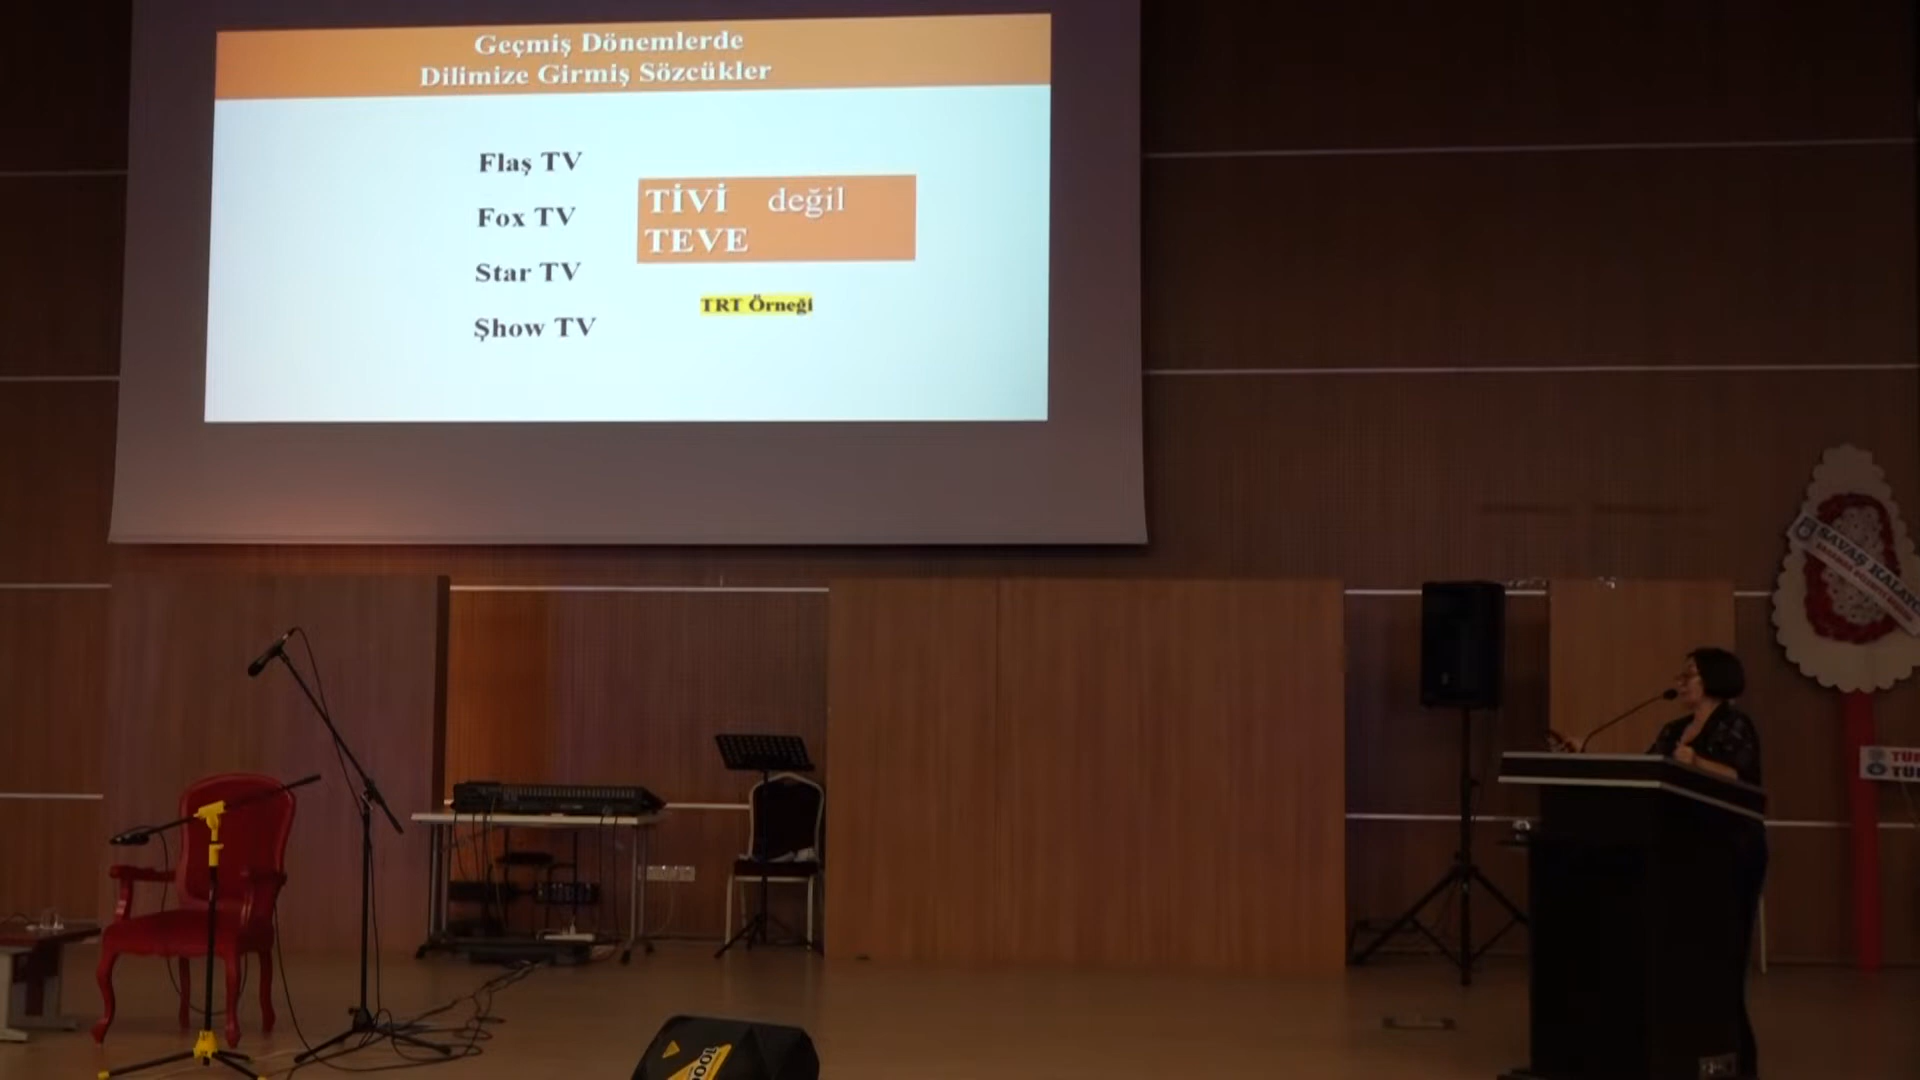 Geçmiş Dönemlerde
Dilimize Girmiş Sözcükler
Flaş TV
Fox TV
Star TV
Şhow TV
TİVİ değil
TEVE
TRT Örneği
SAVAŞ